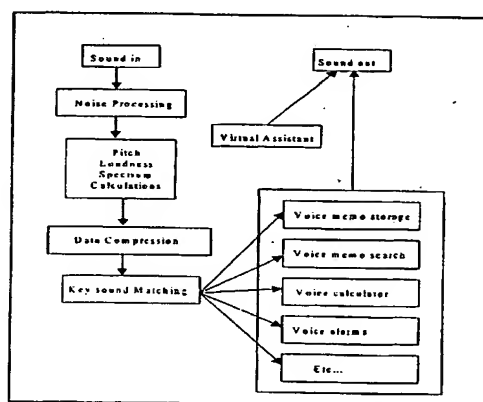 Sound in
Noise Processing
Pitch
Loudness
Spectrum
Calculations
Data Compression
Key sound Matching
Sound out
Virtual Assistant
Voice memo storage
Voice memo search
Voice calculator
Voice alarms
Etc...